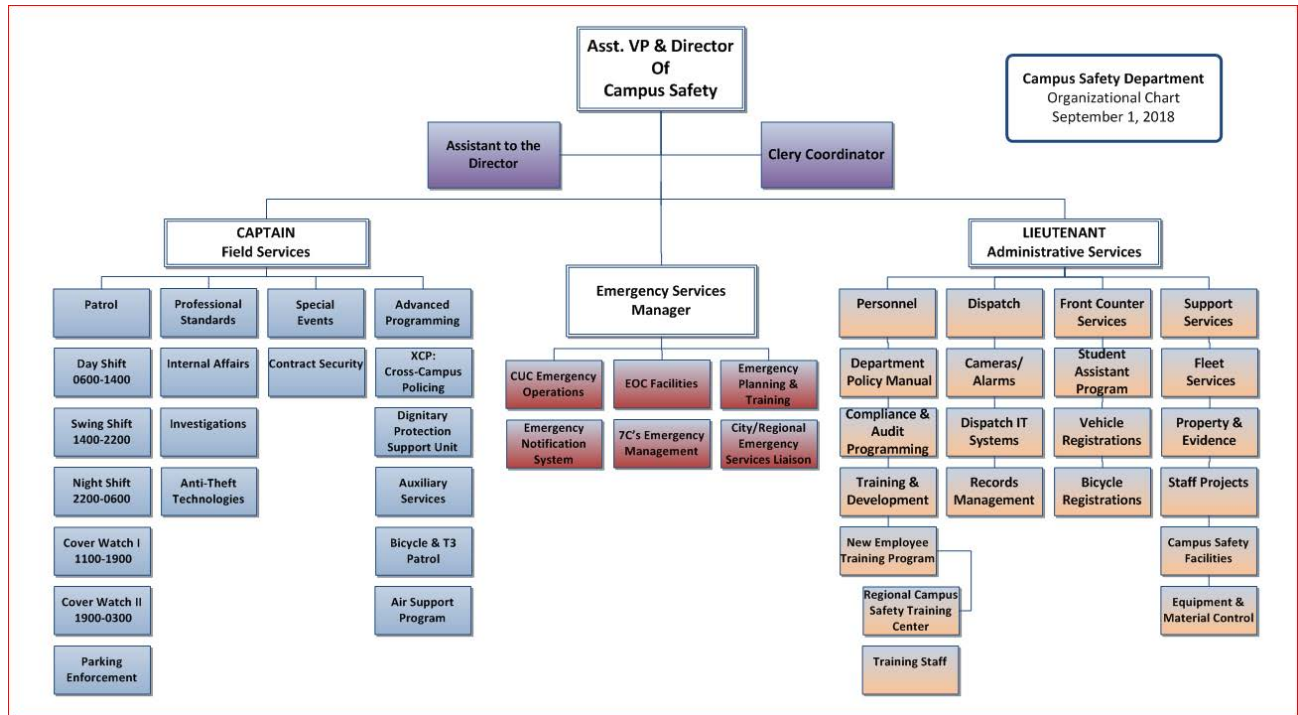 Asst. VP & Director
Of
Campus Safety
Campus Safety Department
Organizational Chart
September 1, 2018
Assistant to the
Director
Clery Coordinator
CAPTAIN
Field Services
Emergency Services
Manager
LIEUTENANT
Administrative Services
Patrol
Day Shift
0600-1400
Swing Shift
1400-2200
Night Shift
2200-0600
Cover Watch I
1100-1900
Cover Watch II
1900-0300
Parking
Enforcement
Professional
Standards
Internal Affairs
Investigations
Anti-Theft
Technologies
Special
Events
Contract Security
Advanced
Programming
XCP:
Cross-Campus
Policing
Dignitary
Protection
Support Unit
Auxiliary
Services
Bicycle & T3
Patrol
Air Support
Program
CUC Emergency
Operations
EOC Facilities
Emergency
Planning &
Training
Emergency
Notification
System
7C's Emergency
Management
City/Regional
Emergency
Services Liaison
Personnel
Department
Policy Manual
Compliance &
Audit
Programming
Training &
Development
New Employee
Training Program
Regional Campus
Safety Training
Center
Training Staff
Dispatch
Cameras/
Alarms
Dispatch IT
Systems
Records
Management
Front Counter
Services
Student
Assistant
Program
Vehicle
Registrations
Bicycle
Registrations
Support
Services
Fleet
Services
Property &
Evidence
Staff Projects
Campus Safety
Facilities
Equipment &
Material Control